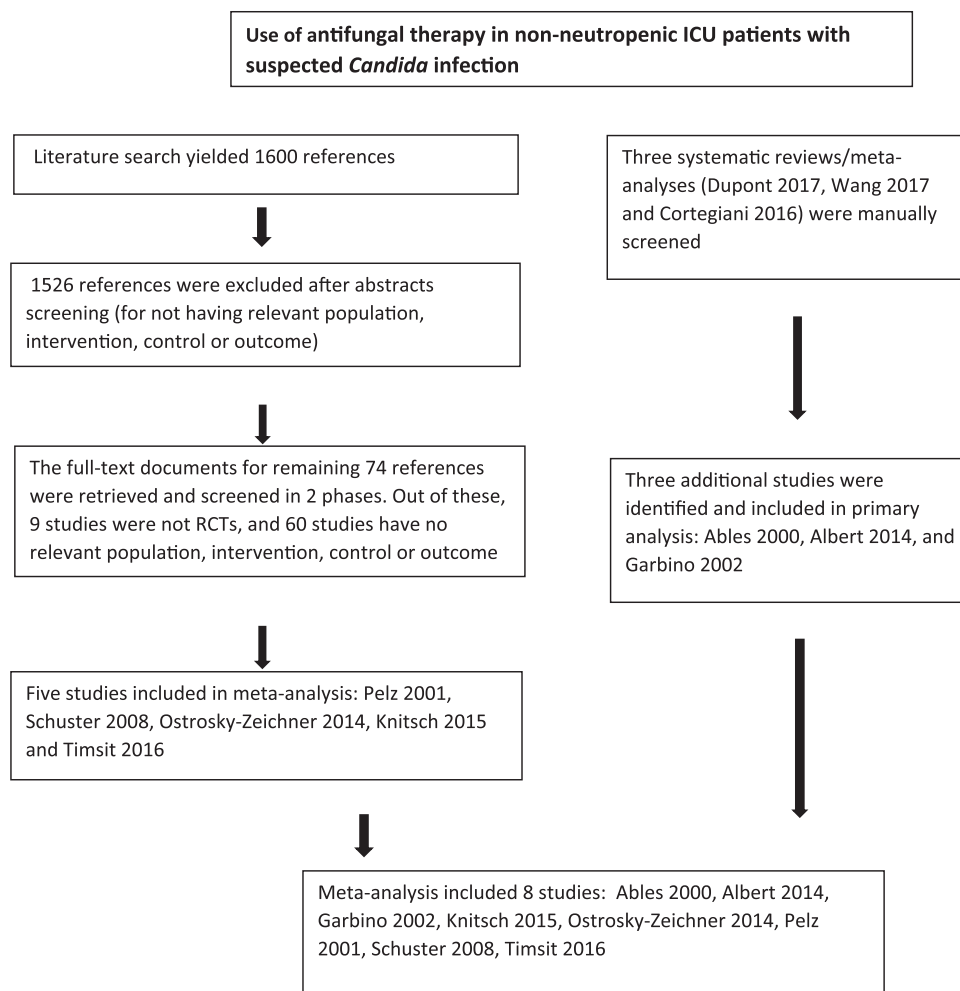 Use of antifungal therapy in non-neutropenic ICU patients with
suspected Candida infection
Literature search yielded 1600 references
1526 references were excluded after abstracts
screening (for not having relevant population,
intervention, control or outcome)
The full-text documents for remaining 74 references
were retrieved and screened in 2 phases. Out of these,
9 studies were not RCTs, and 60 studies have no
relevant population, intervention, control or outcome
Five studies included in meta-analysis: Pelz 2001,
Schuster 2008, Ostrosky-Zeichner 2014, Knitsch 2015
and Timsit 2016
Three systematic reviews/meta-
analyses (Dupont 2017, Wang 2017
and Cortegiani 2016) were manually
screened
Three additional studies were
identified and included in primary
analysis: Ables 2000, Albert 2014, and
Garbino 2002
Meta-analysis included 8 studies: Ables 2000, Albert 2014,
Garbino 2002, Knitsch 2015, Ostrosky-Zeichner 2014, Pelz
2001, Schuster 2008, Timsit 2016